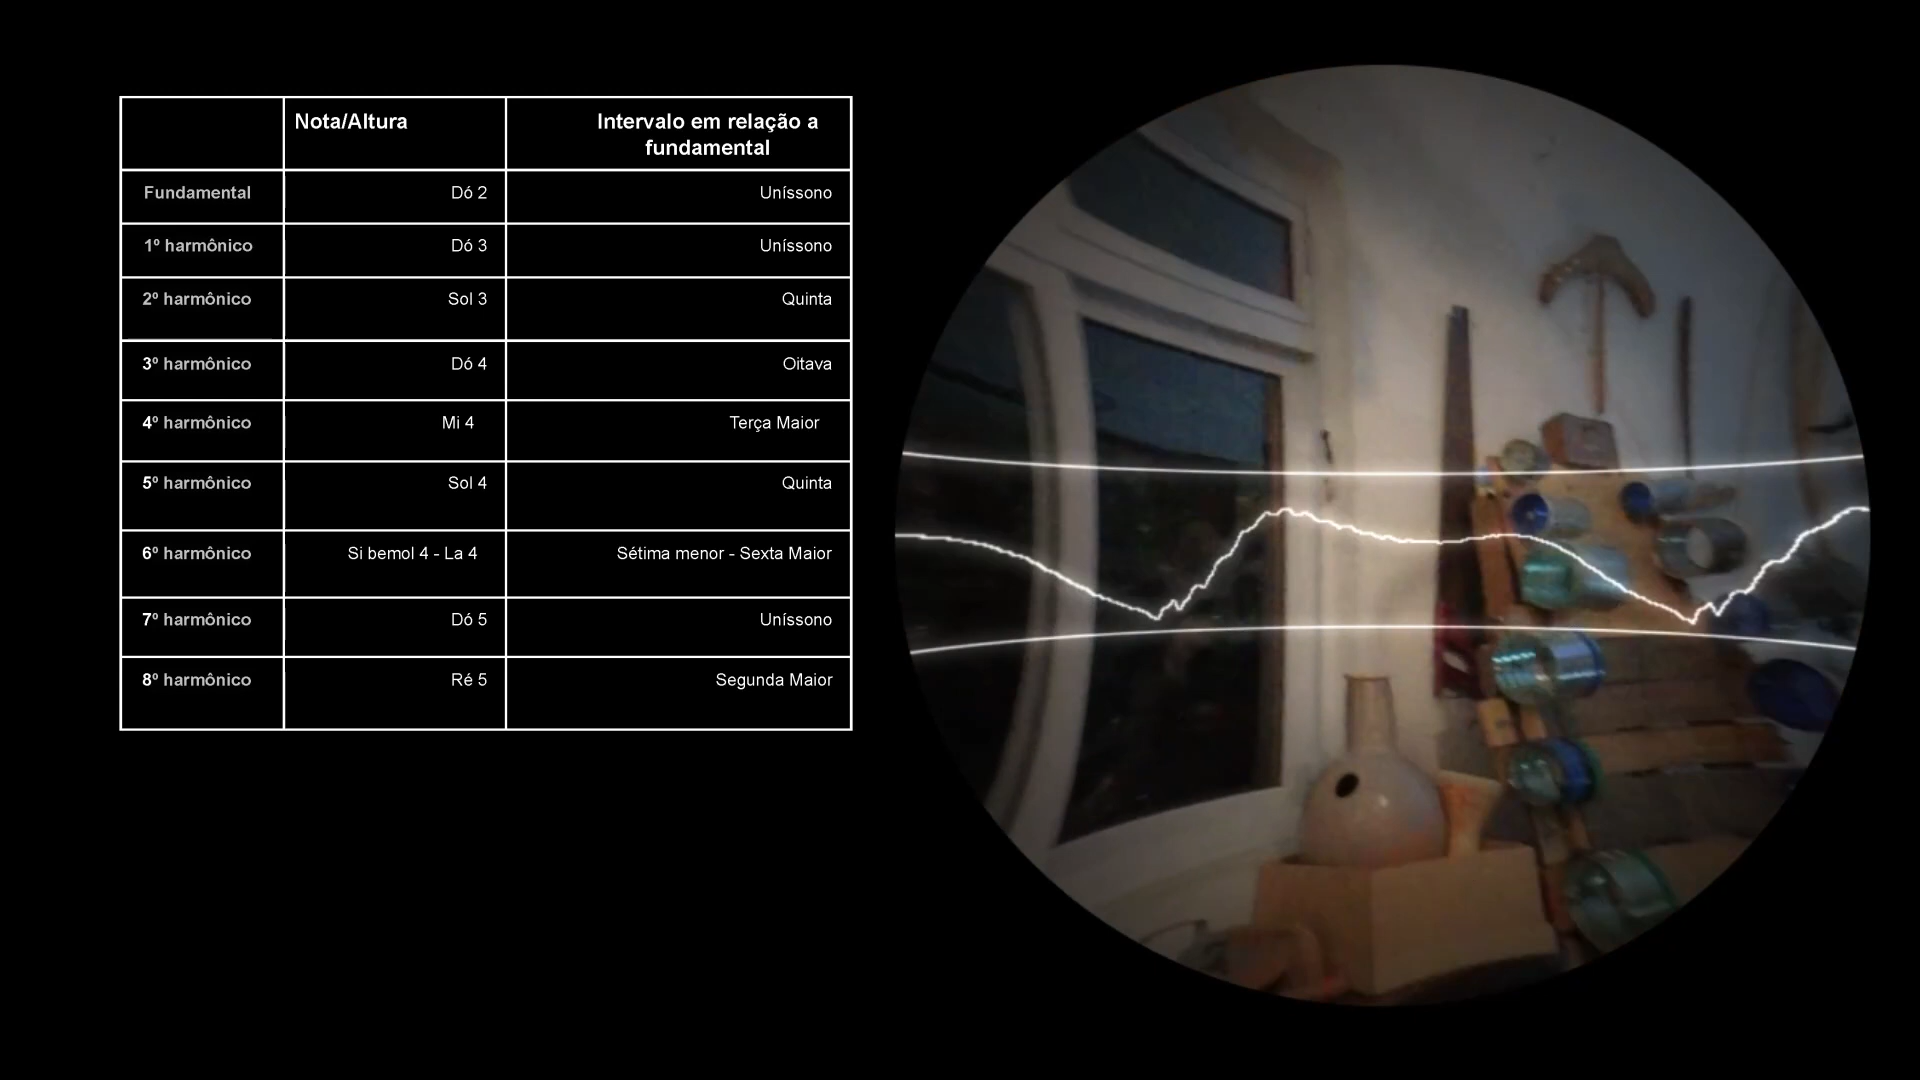 Nota/Altura Intervalo em relação a
fundamental
Fundamental Dó 2 Uníssono
1º harmônico Dó 3 Uníssono
2º harmônico Sol 3 Quinta
3º harmônico Dó 4 Oitava
4º harmônico Mi 4 Terça Maior
5º harmônico Sol 4 Quinta
6º harmônico Si bemol 4 - La 4 Sétima menor - Sexta Maior
7º harmônico Dó 5 Uníssono
8º harmônico Ré 5 Segunda Maior